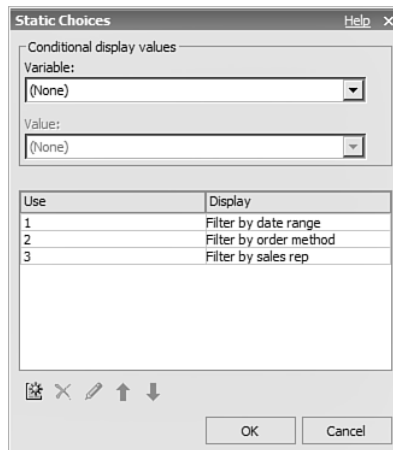 Static Choices Help
Conditional display values
Variable:
(None)
Value:
(None)
Use Display
1 Filter by date range
2 Filter by order method
3 Filter by sales rep
OK Cancel